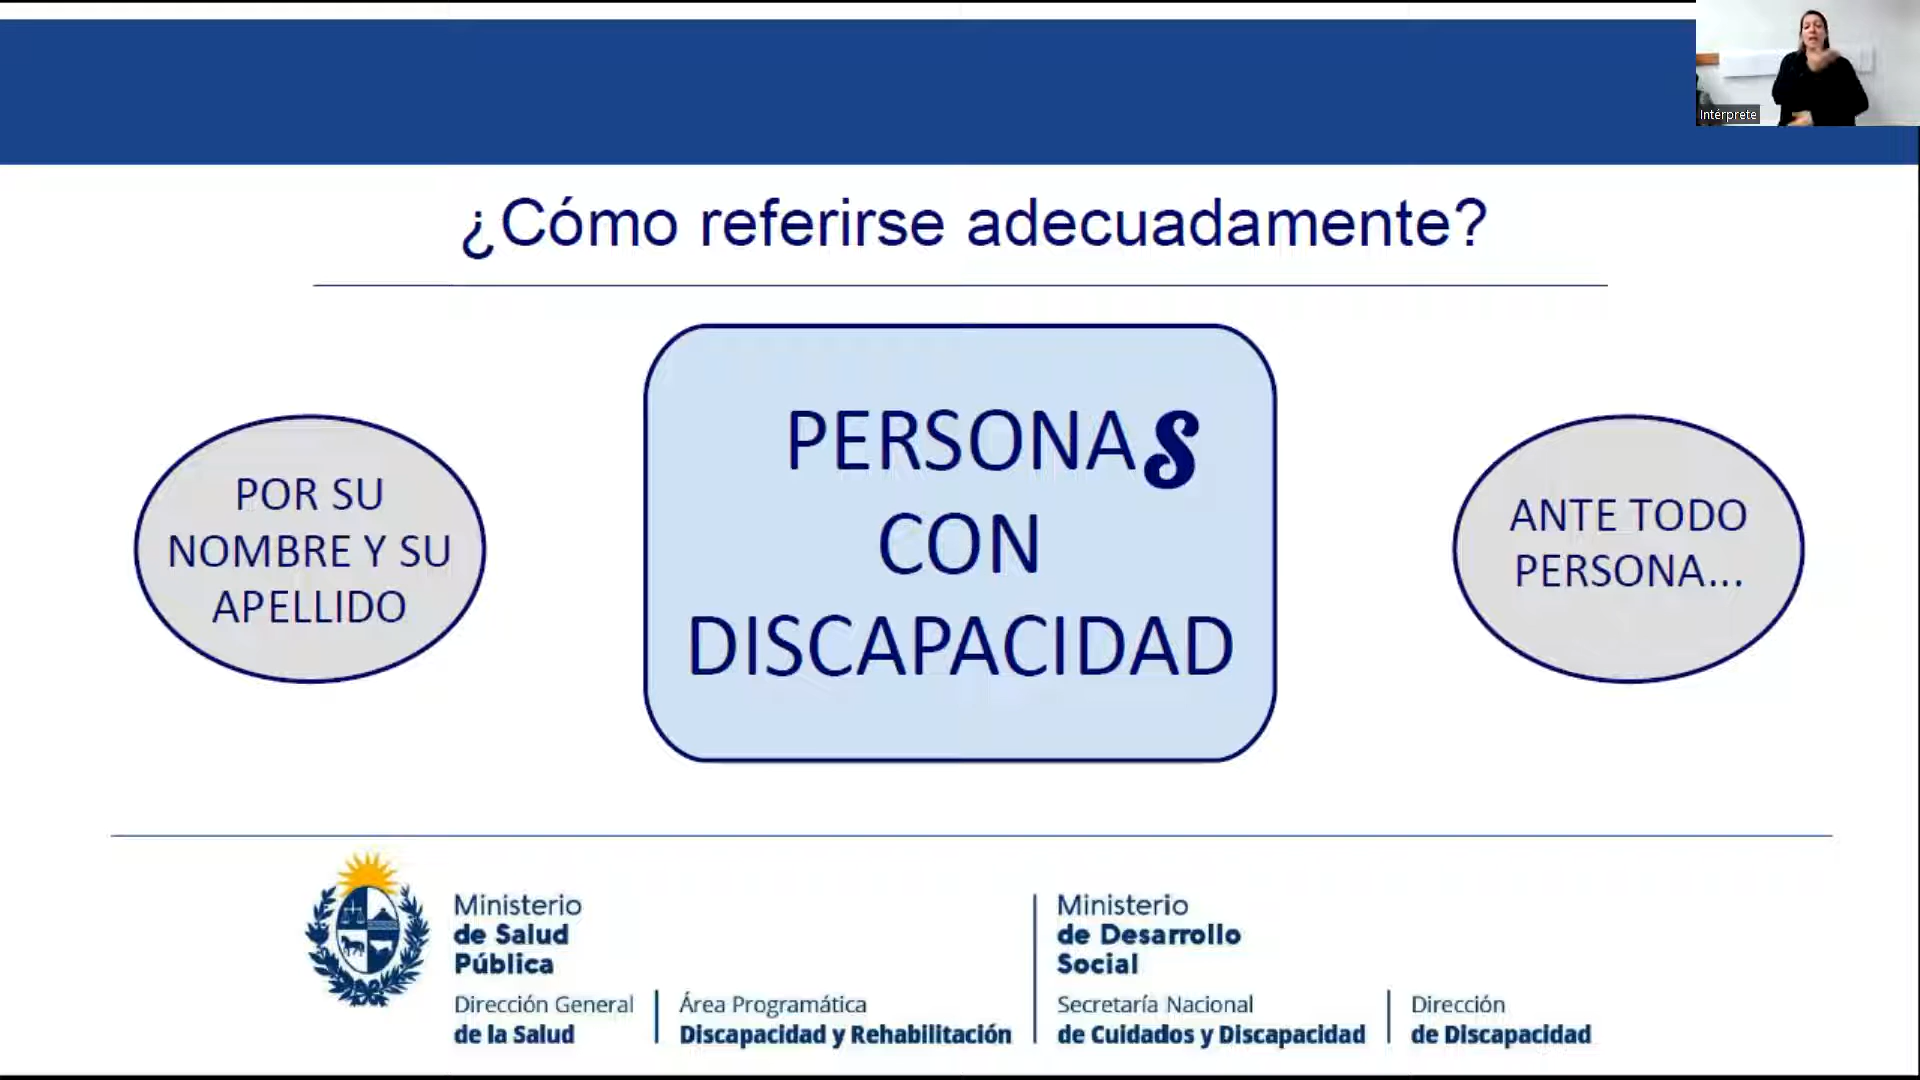 Intérprete
¿Cómo referirse adecuadamente?
POR SU
NOMBRE Y SU
APELLIDO
PERSONAS
CON
DISCAPACIDAD
ANTE TODO
PERSONA...
Ministerio
de Salud
Pública
Dirección General
de la Salud
Área Programática
Discapacidad y Rehabilitación
Ministerio
de Desarrollo
Social
Secretaría Nacional
de Cuidados y Discapacidad
Dirección
de Discapacidad